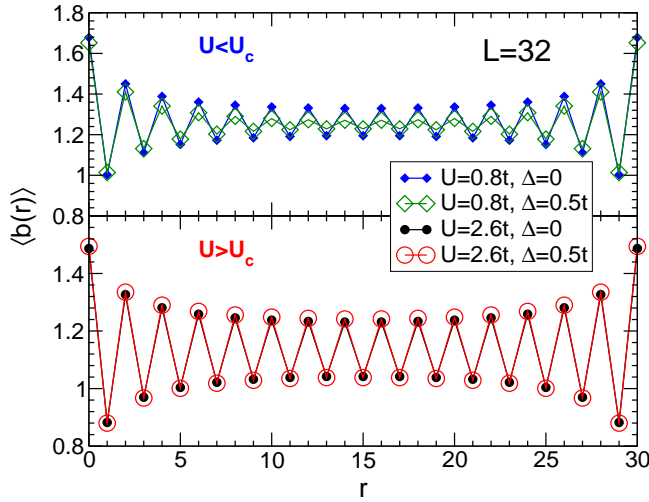 1.8
U<U_c
L=32
1.6
1.4
1.2
1
0.8
⟨b(r)⟩
U=0.8t, Δ=0
U=0.8t, Δ=0.5t
U=2.6t, Δ=0
U=2.6t, Δ=0.5t
U>U_c
1.4
1.2
1
0.8
0 5 10 15 20 25 30
r